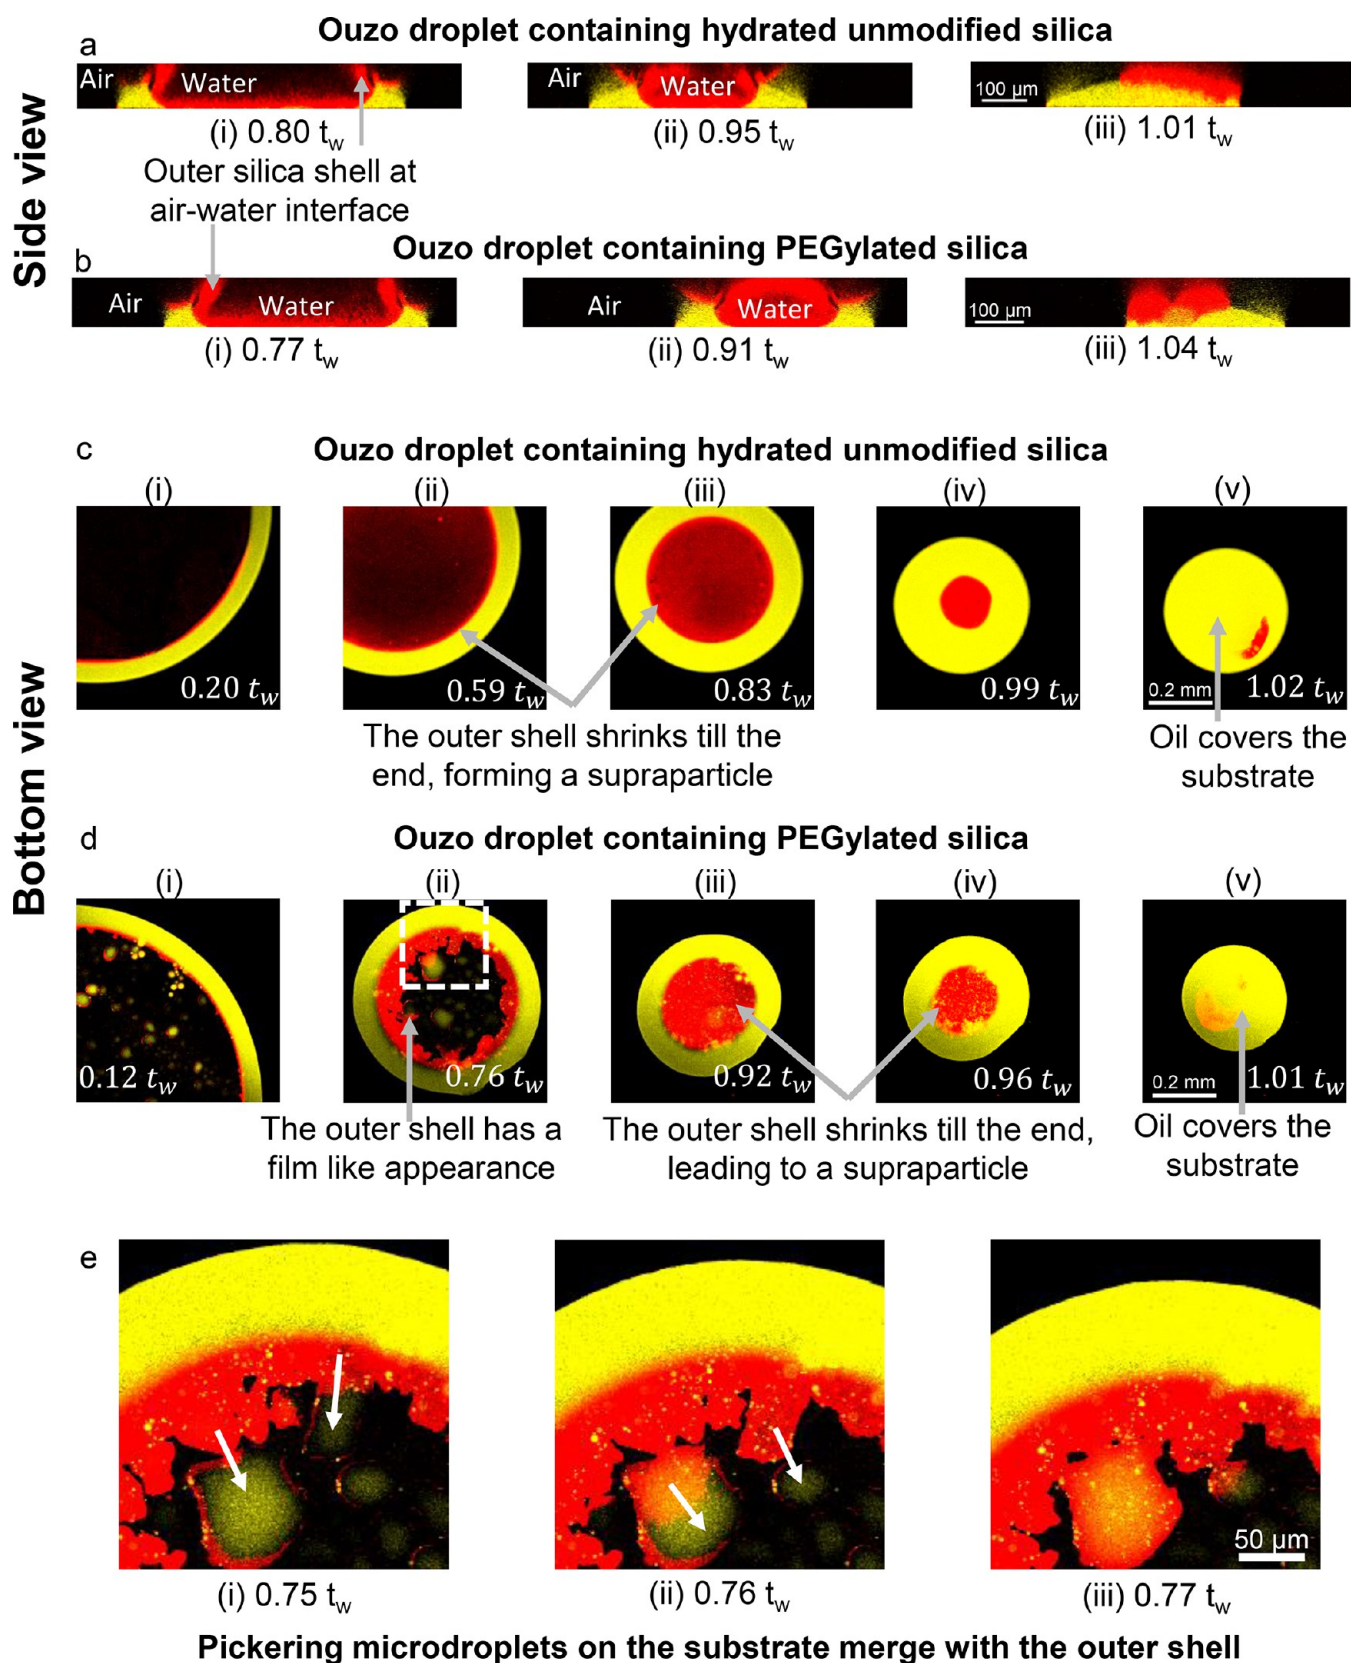 Side view
Ouzo droplet containing hydrated unmodified silica
a
Air
Water
Air
Water
100 µm
(i) 0.80 tw
(ii) 0.95 tw
(iii) 1.01 tw
Outer silica shell at
air-water interface
Ouzo droplet containing PEGylated silica
b
Air
Water
Air
Water
100 µm
(i) 0.77 tw
(ii) 0.91 tw
(iii) 1.04 tw
Bottom view
c
Ouzo droplet containing hydrated unmodified silica
(i)
(ii)
(iii)
(iv)
(v)
0.20 tw
0.59 tw
0.83 tw
0.99 tw
0.2 mm
1.02 tw
The outer shell shrinks till the
end, forming a supraparticle
Oil covers the
substrate
d
Ouzo droplet containing PEGylated silica
(i)
(ii)
(iii)
(iv)
(v)
0.12 tw
0.76 tw
0.92 tw
0.96 tw
0.2 mm
1.01 tw
The outer shell has a
film like appearance
The outer shell shrinks till the end,
leading to a supraparticle
Oil covers the
substrate
e
50 µm
(i) 0.75 tw
(ii) 0.76 tw
(iii) 0.77 tw
Pickering microdroplets on the substrate merge with the outer shell